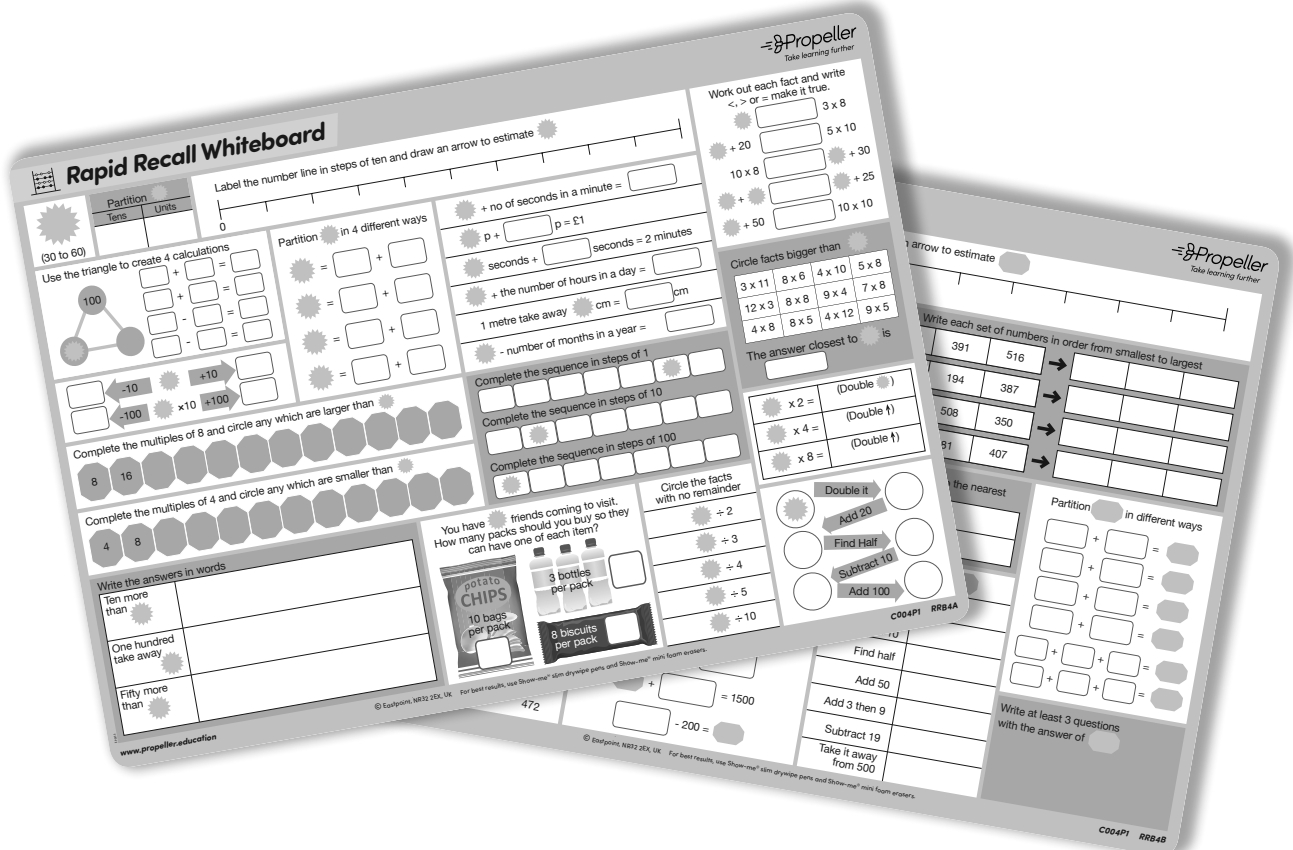 Propeller
Take learning further
Rapid Recall Whiteboard
(30 to 60)
Partition
Tens Units
Label the number line in steps of ten and draw an arrow to estimate
0
Use the triangle to create 4 calculations
100
+ =
+ =
- =
- =
Partition in 4 different ways
= +
= +
= +
= +
+ no of seconds in a minute =
p + p = £1
seconds + seconds = 2 minutes
+ the number of hours in a day =
1 metre take away cm = cm
- number of months in a year =
Work out each fact and write
<, > or = make it true.
3 x 8
+ 20 5 x 10
10 x 8 + 30
+ + 25
+ 50 10 x 10
Circle facts bigger than
3 x 11 8 x 6 4 x 10 5 x 8
12 x 3 8 x 8 9 x 4 7 x 8
4 x 8 8 x 5 4 x 12 9 x 5
The answer closest to is
-10 +10
-100 x10 +100
Complete the multiples of 8 and circle any which are larger than
8 16
Complete the multiples of 4 and circle any which are smaller than
4 8
Complete the sequence in steps of 1
Complete the sequence in steps of 10
Complete the sequence in steps of 100
x 2 = (Double )
x 4 = (Double )
x 8 = (Double )
Write the answers in words
Ten more
than
One hundred
take away
Fifty more
than
You have friends coming to visit.
How many packs should you buy so they
can have one of each item?
potato
CHIPS
10 bags
per pack
3 bottles
per pack
8 biscuits
per pack
Circle the facts
with no remainder
÷ 2
÷ 3
÷ 4
÷ 5
÷ 10
Double it
Add 20
Find Half
Subtract 10
Add 100
www.propeller.education
© Eastpoint, NR32 2EX, UK For best results, use Show-me® slim drywipe pens and Show-me® mini foam erasers.
C004P1 RRB4A
Propeller
Take learning further
arrow to estimate
Write each set of numbers in order from smallest to largest
391 516
194 387
508 350
81 407
the nearest
Partition in different ways
+ =
+ =
+ =
+ =
+ + =
+ + =
Find half
Add 50
Add 3 then 9
Subtract 19
Take it away
from 500
Write at least 3 questions
with the answer of
472
+ = 1500
- 200 =
© Eastpoint, NR32 2EX, UK For best results, use Show-me® slim drywipe pens and Show-me® mini foam erasers.
C004P1 RRB4B